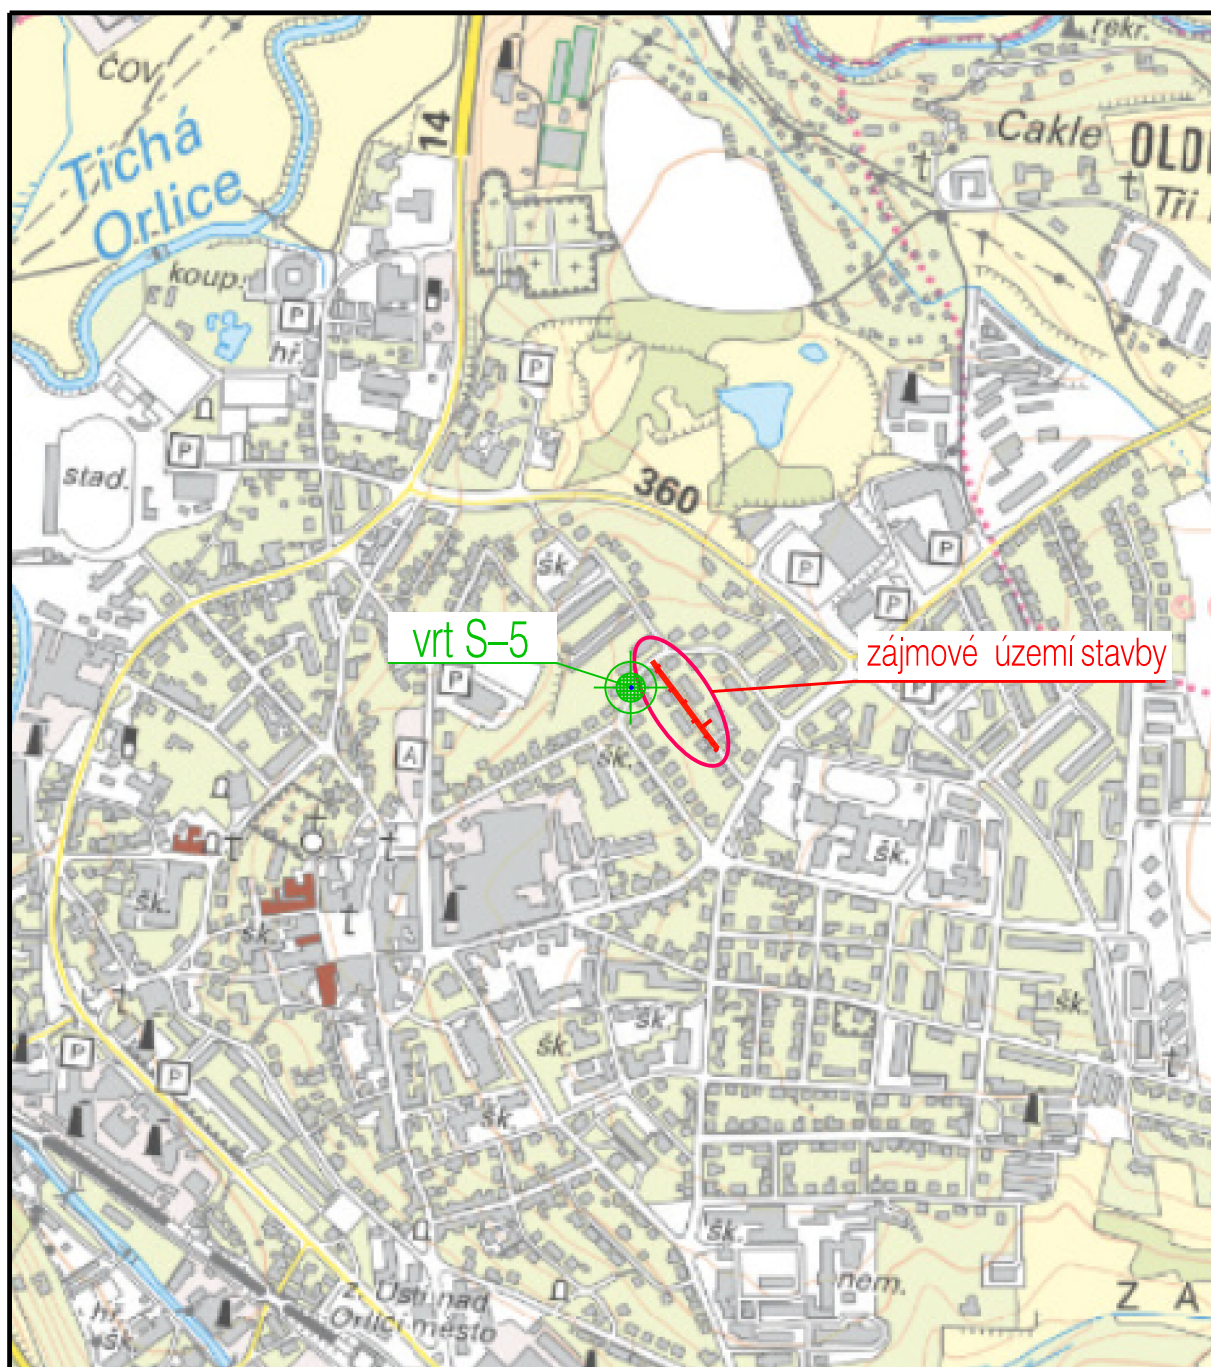 rekr.
ČOV
14
Cakle
OLD
Tichá
Orlice
Tři
koup.
P
hř.
P
P
stad.
360
P
šk.
P
P
vrt S–5
zájmové území stavby
P
P
A
šk.
šk.
šk.
šk.
šk.
šk.
šk.
P
P
šk.
šk.
nem.
Z A
z. Ústí nad
Orlicí město
hř.
šk.